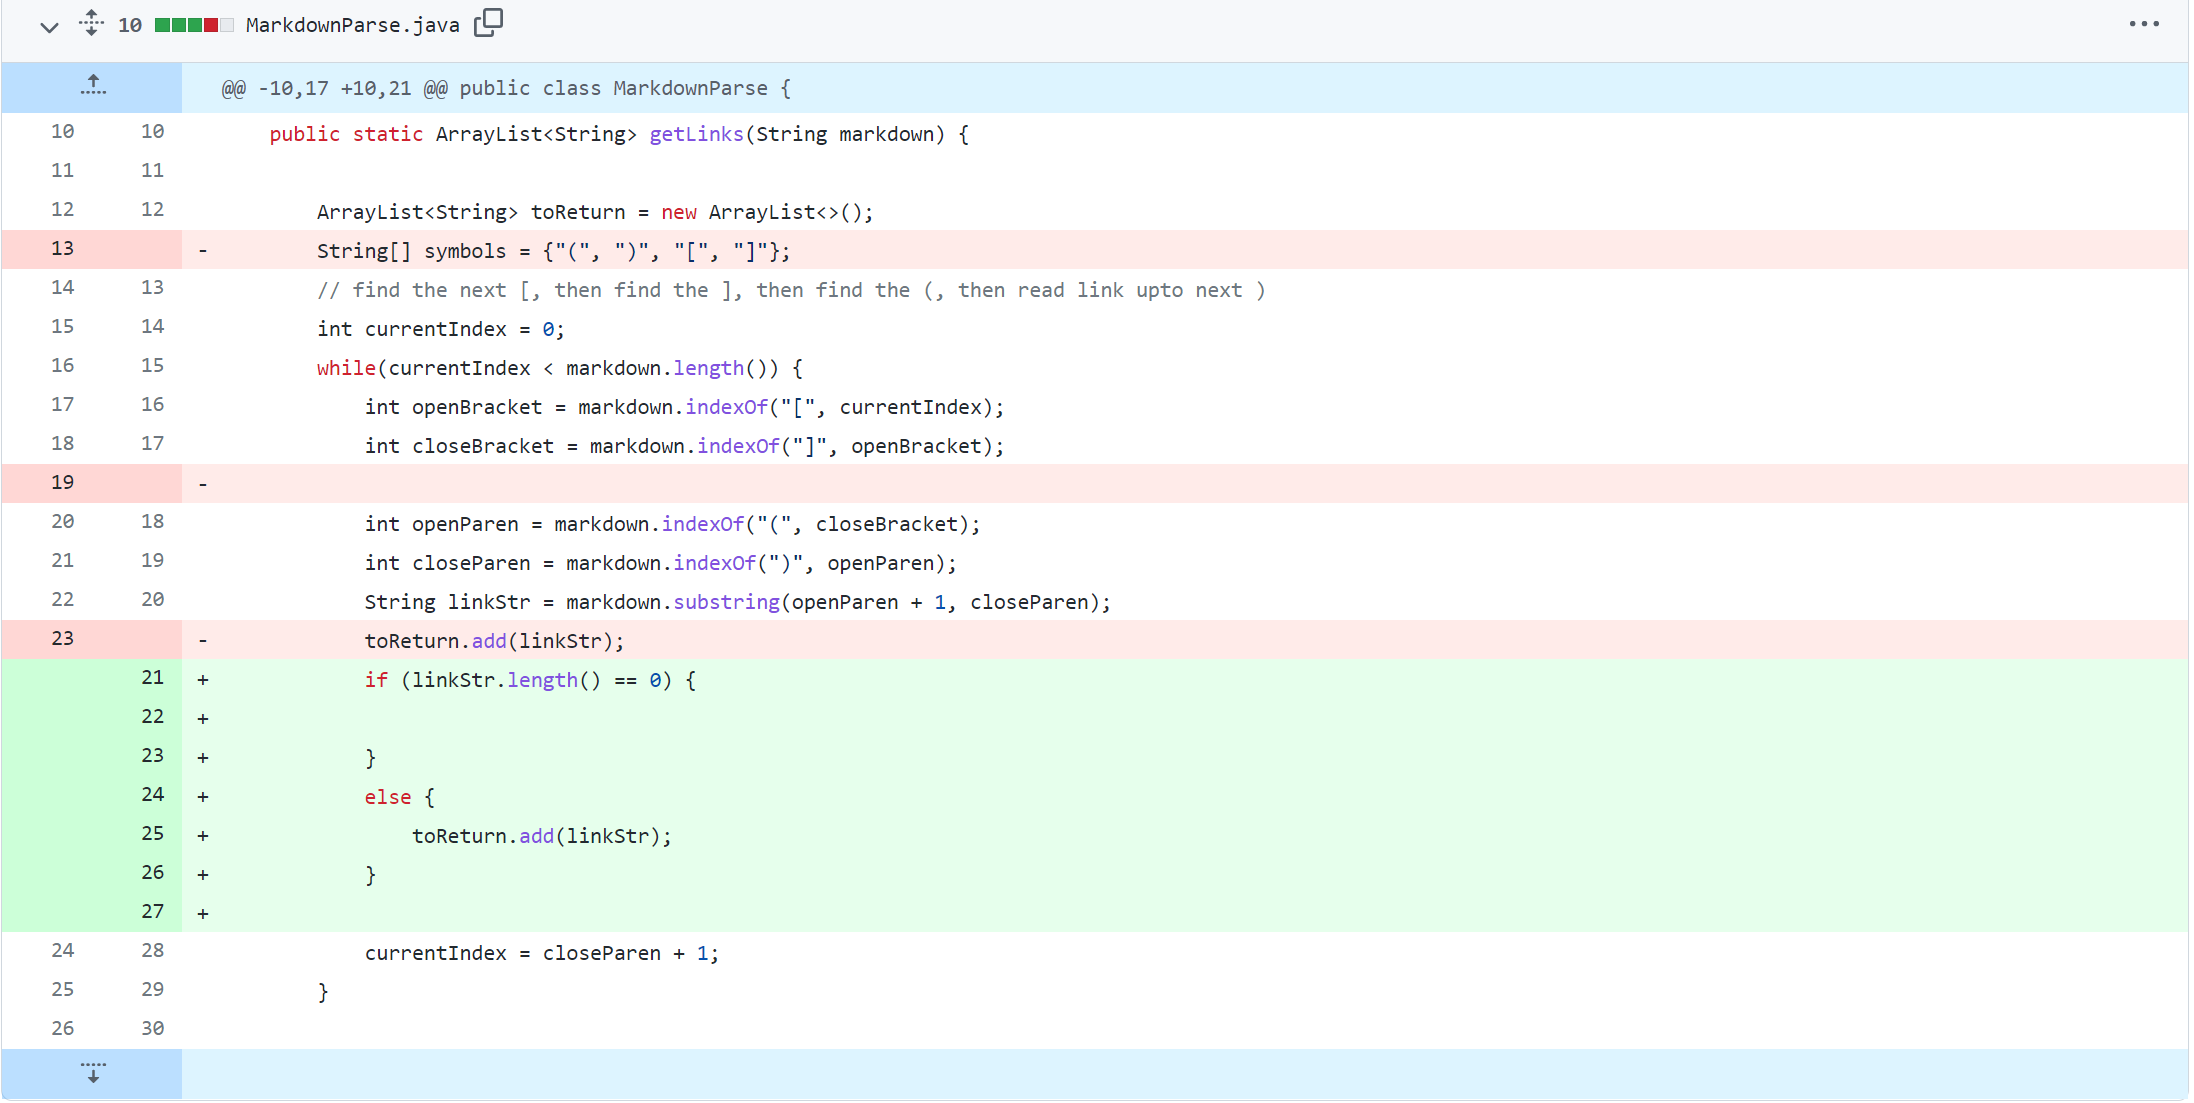 10 MarkdownParse.java
@@ -10,17 +10,21 @@ public class MarkdownParse {
10 10 public static ArrayList<String> getLinks(String markdown) {
11 11
12 12 ArrayList<String> toReturn = new ArrayList<>();
13 - String[] symbols = {"(", ")", "[", "]"};
14 13 // find the next [, then find the ], then find the (, then read link upto next )
15 14 int currentIndex = 0;
16 15 while(currentIndex < markdown.length()) {
17 16 int openBracket = markdown.indexOf("[", currentIndex);
18 17 int closeBracket = markdown.indexOf("]", openBracket);
19 -
20 18 int openParen = markdown.indexOf("(", closeBracket);
21 19 int closeParen = markdown.indexOf(")", openParen);
22 20 String linkStr = markdown.substring(openParen + 1, closeParen);
23 - toReturn.add(linkStr);
21 + if (linkStr.length() == 0) {
22 +
23 + }
24 + else {
25 + toReturn.add(linkStr);
26 + }
27 +
24 28 currentIndex = closeParen + 1;
25 29 }
26 30